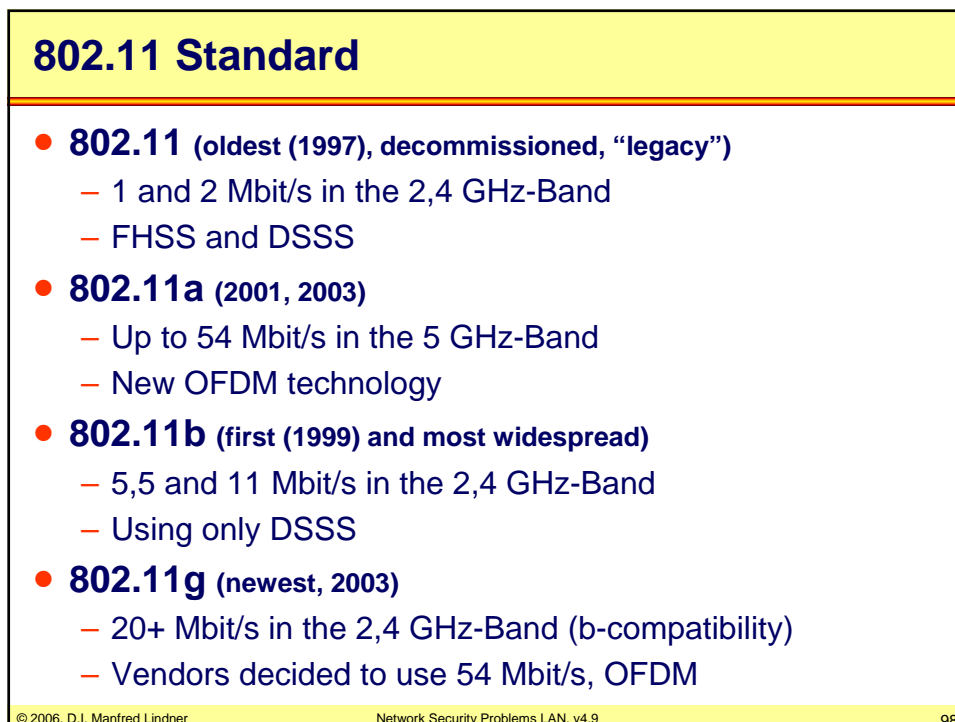 802.11 Standard
• 802.11 (oldest (1997), decommissioned, “legacy”)
– 1 and 2 Mbit/s in the 2,4 GHz-Band
– FHSS and DSSS
• 802.11a (2001, 2003)
– Up to 54 Mbit/s in the 5 GHz-Band
– New OFDM technology
• 802.11b (first (1999) and most widespread)
– 5,5 and 11 Mbit/s in the 2,4 GHz-Band
– Using only DSSS
• 802.11g (newest, 2003)
– 20+ Mbit/s in the 2,4 GHz-Band (b-compatibility)
– Vendors decided to use 54 Mbit/s, OFDM
© 2006, D.I. Manfred Lindner Network Security Problems LAN, v4.9 98